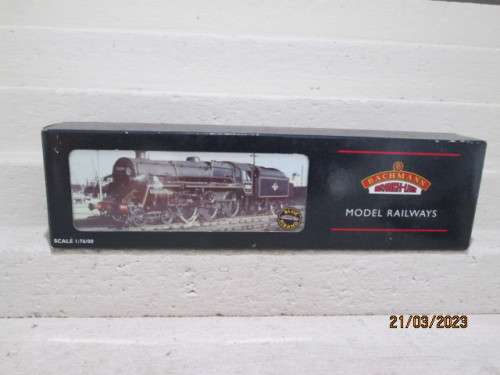 BACHMANN
BRANCH-LINE
MODEL RAILWAYS
SCALE 1:76/00
21/03/2023